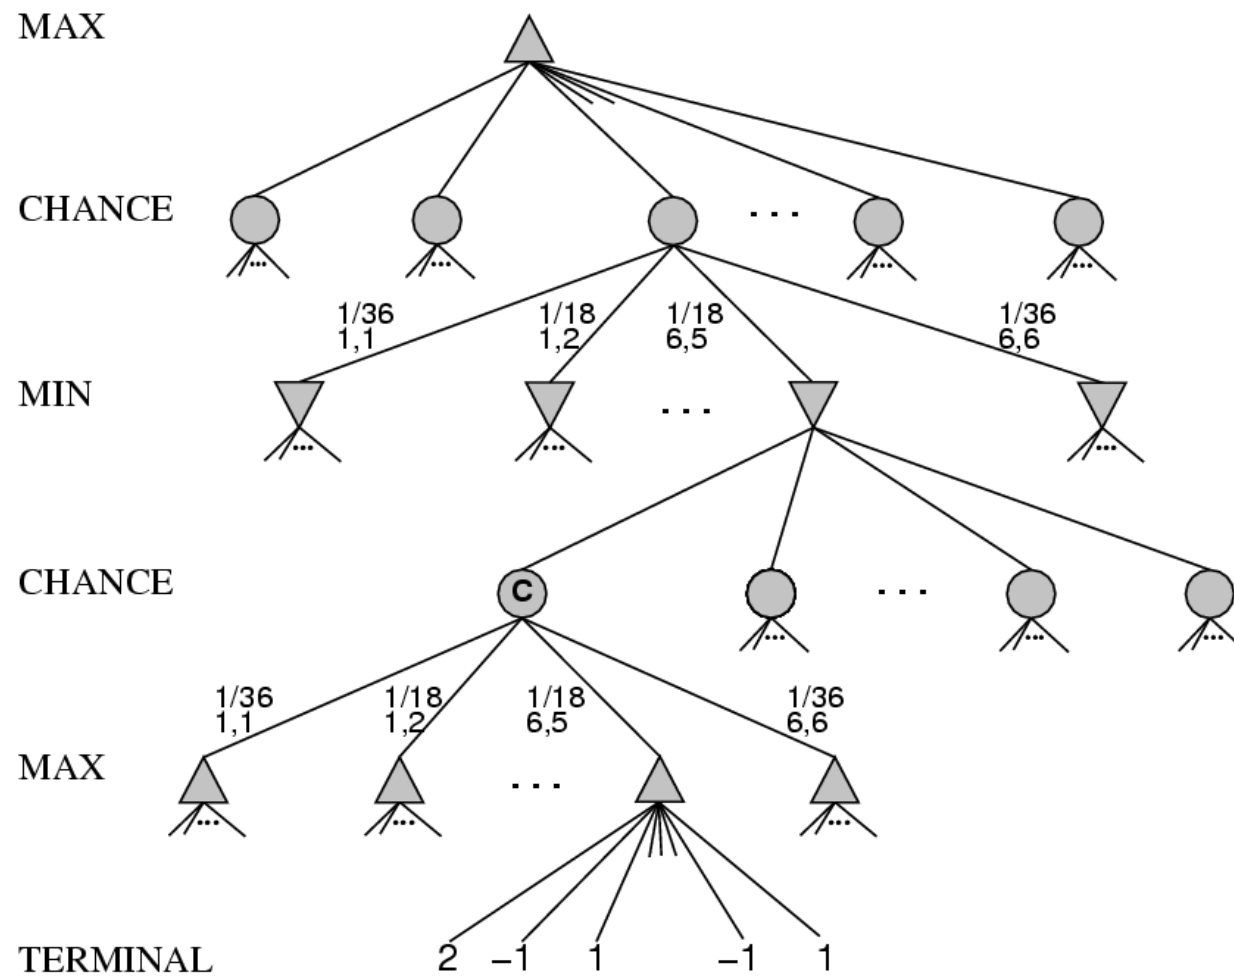 MAX
CHANCE
1/36 1/18 1/18 1/36
1,1 1,2 6,5 6,6
MIN
CHANCE
C
1/36 1/18 1/18 1/36
1,1 1,2 6,5 6,6
MAX
TERMINAL 2 −1 1 −1 1